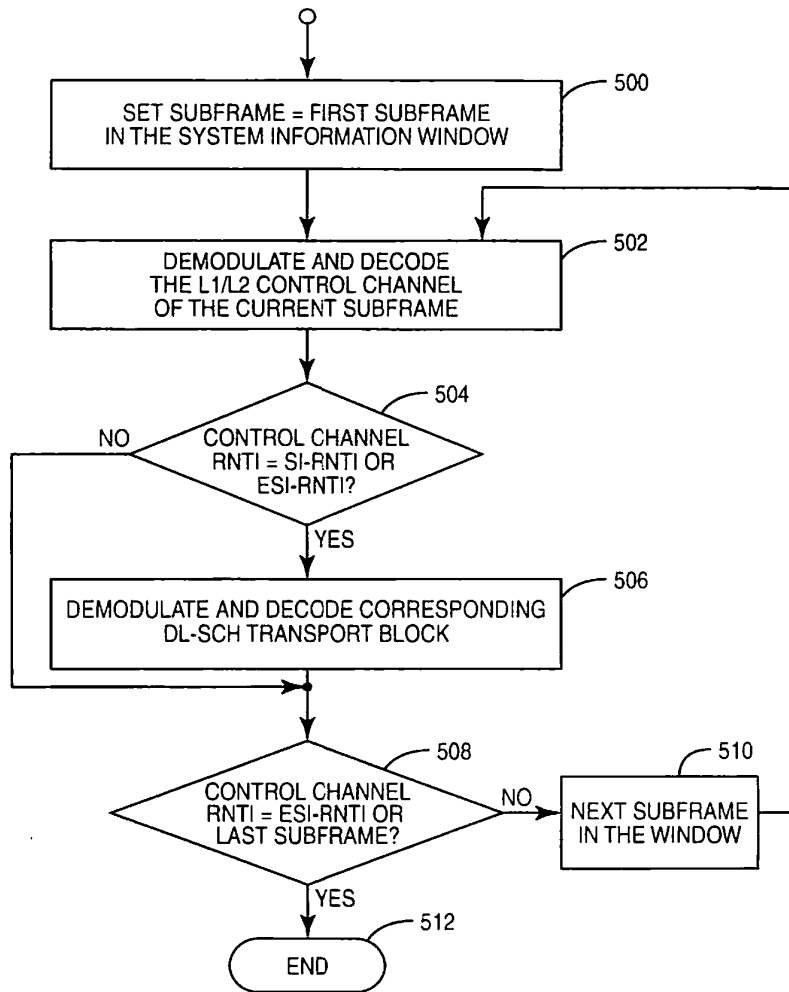 500
SET SUBFRAME = FIRST SUBFRAME
IN THE SYSTEM INFORMATION WINDOW
502
DEMODULATE AND DECODE
THE L1/L2 CONTROL CHANNEL
OF THE CURRENT SUBFRAME
504
NO
CONTROL CHANNEL
RNTI = SI-RNTI OR
ESI-RNTI?
YES
506
DEMODULATE AND DECODE CORRESPONDING
DL-SCH TRANSPORT BLOCK
508
CONTROL CHANNEL
RNTI = ESI-RNTI OR
LAST SUBFRAME?
NO
510
NEXT SUBFRAME
IN THE WINDOW
YES
512
END